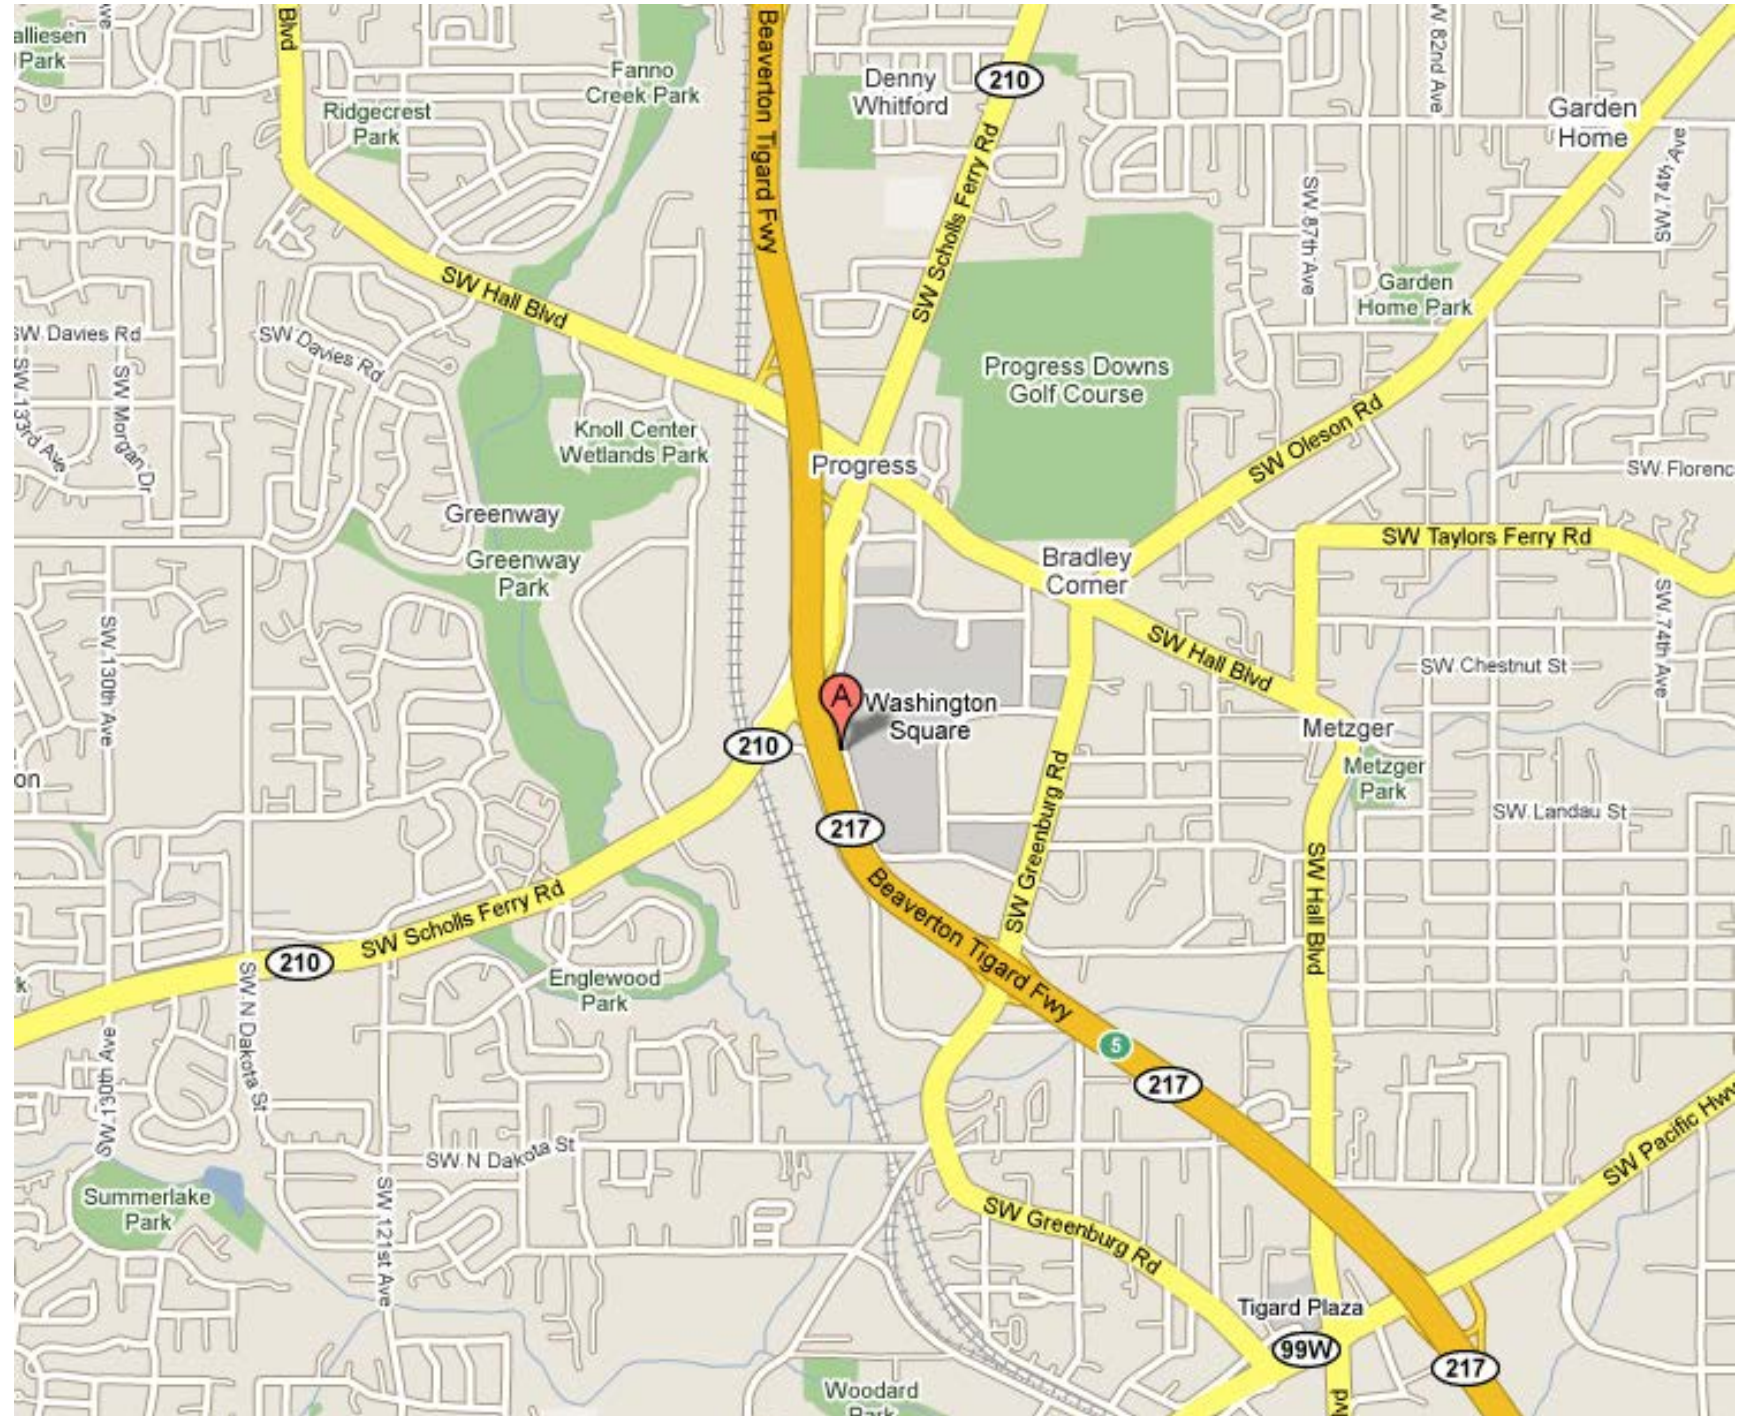 alliesen
Park
Blvd
Ridgecrest
Park
Fanno
Creek Park
Beaverton Tigard Fwy
Denny
Whitford
210
SW Scholls Ferry Rd
W 82nd Ave
Garden
Home
SW 74th Ave
SW 87th Ave
Garden
Home Park
SW Hall Blvd
SW Davies Rd
SW Davies Rd
SW 133rd Ave
SW Morgan Dr
Progress Downs
Golf Course
Knoll Center
Wetlands Park
Progress
SW Oleson Rd
SW Florenc
Greenway
Greenway
Park
Bradley
Corner
SW Taylors Ferry Rd
SW 130th Ave
SW 74th Ave
SW Hall Blvd
SW Chestnut St
A
Washington
Square
210
Metzger
Metzger
Park
on
SW Landau St
217
SW Greenburg Rd
SW Hall Blvd
Beaverton Tigard Fwy
SW Scholls Ferry Rd
210
Englewood
Park
k
SW N Dakota St
SW 130th Ave
5
217
SW N Dakota St
SW Pacific Hwy
Summerlake
Park
SW 121st Ave
SW Greenburg Rd
Tigard Plaza
99W
217
Woodard
Park
lvd